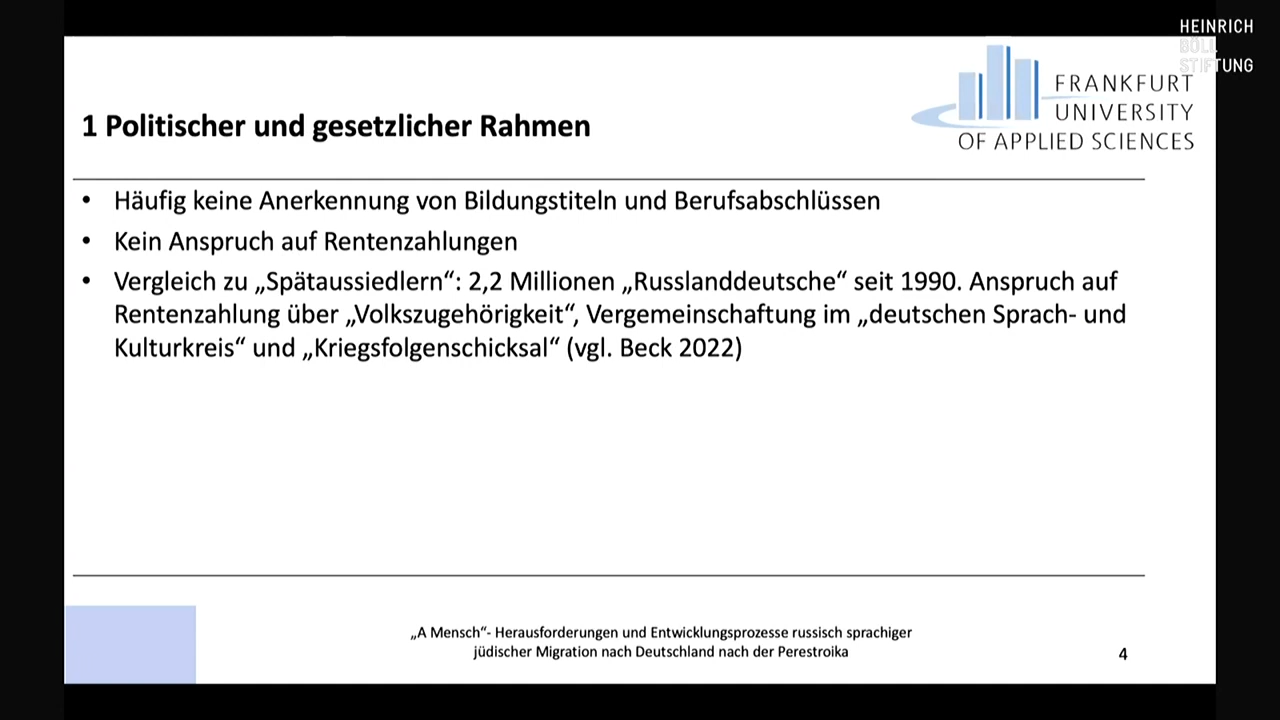 HEINRICH
BÖLL
STIFTUNG
FRANKFURT
UNIVERSITY
OF APPLIED SCIENCES
1 Politischer und gesetzlicher Rahmen
• Häufig keine Anerkennung von Bildungstiteln und Berufsabschlüssen
• Kein Anspruch auf Rentenzahlungen
• Vergleich zu „Spätaussiedlern“: 2,2 Millionen „Russlanddeutsche“ seit 1990. Anspruch auf
Rentenzahlung über „Volkszugehörigkeit“, Vergemeinschaftung im „deutschen Sprach- und
Kulturkreis“ und „Kriegsfolgenschicksal“ (vgl. Beck 2022)
„A Mensch“- Herausforderungen und Entwicklungsprozesse russisch sprachiger
jüdischer Migration nach Deutschland nach der Perestroika
4